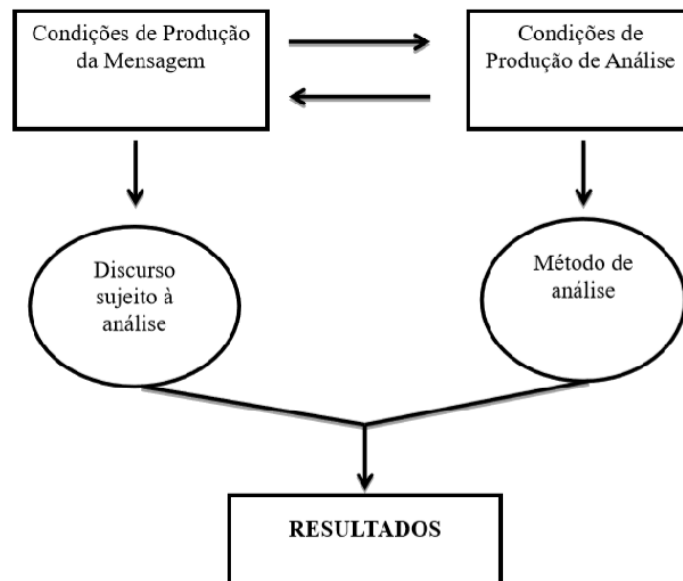 Condições de Produção
da Mensagem
Condições de
Produção de Análise
Discurso
sujeito à
análise
Método de
análise
RESULTADOS